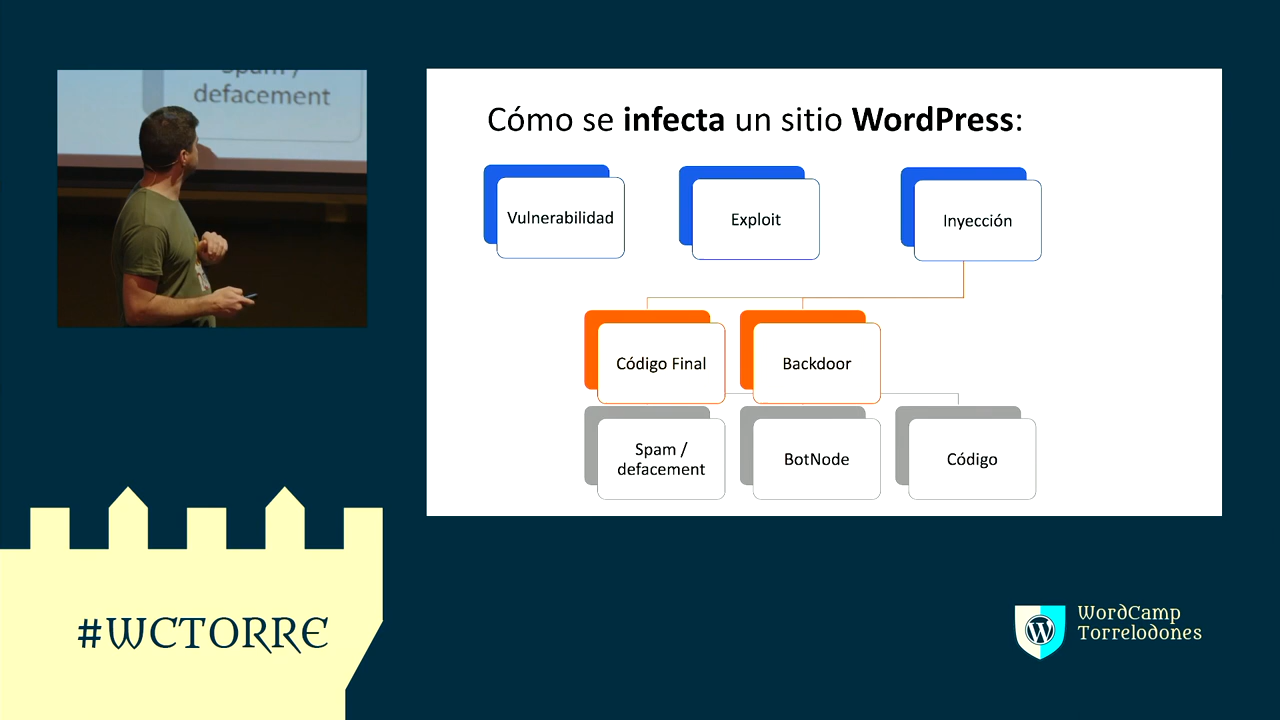 Spam /
defacement
Cómo se infecta un sitio WordPress:
Vulnerabilidad
Exploit
Inyección
Código Final
Backdoor
Spam /
defacement
BotNode
Código
#WCTORRE
WordCamp
Torrelodones